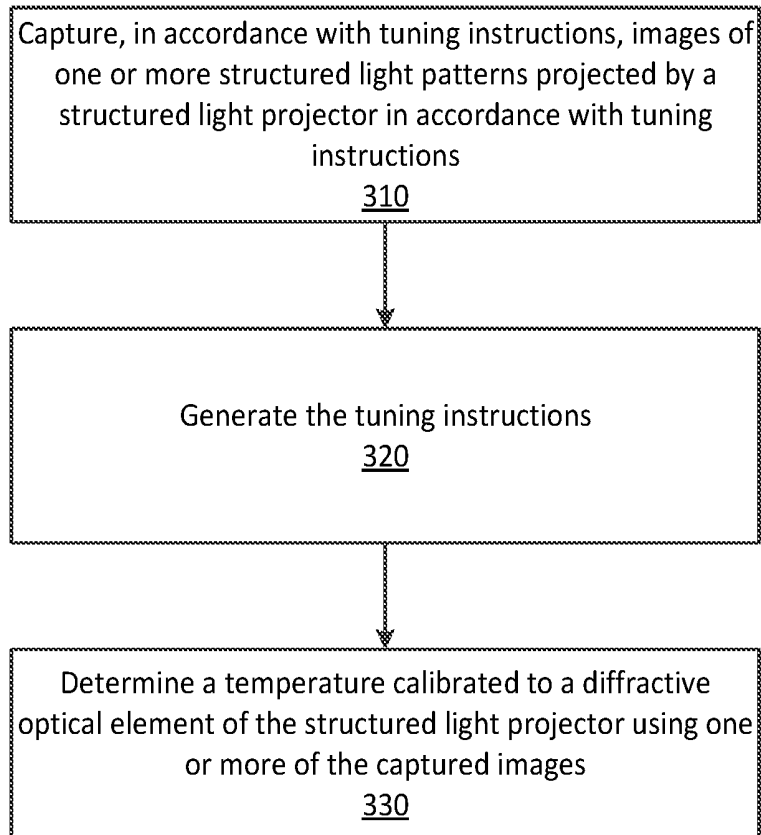 Capture, in accordance with tuning instructions, images of
one or more structured light patterns projected by a
structured light projector in accordance with tuning
instructions
310
Generate the tuning instructions
320
Determine a temperature calibrated to a diffractive
optical element of the structured light projector using one
or more of the captured images
330